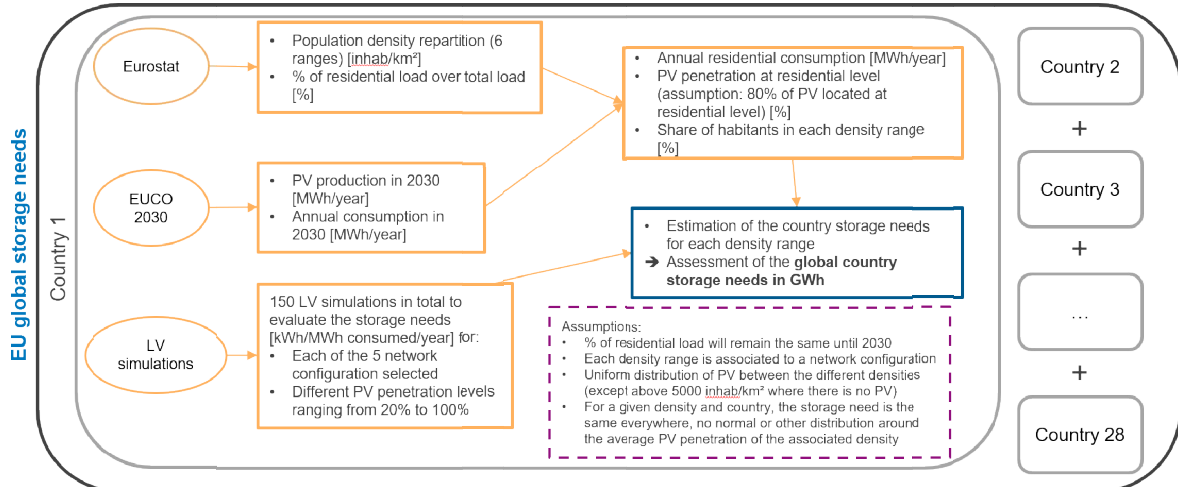 EU global storage needs
Country 1
Eurostat
• Population density repartition (6
ranges) [inhab/km²]
• % of residential load over total load
[%]
EUCO
2030
• PV production in 2030
[MWh/year]
• Annual consumption in
2030 [MWh/year]
LV
simulations
150 LV simulations in total to
evaluate the storage needs
[kWh/MWh consumed/year] for:
• Each of the 5 network
configuration selected
• Different PV penetration levels
ranging from 20% to 100%
• Annual residential consumption [MWh/year]
• PV penetration at residential level
(assumption: 80% of PV located at
residential level) [%]
• Share of habitants in each density range
[%]
• Estimation of the country storage needs
for each density range
➔ Assessment of the global country
storage needs in GWh
Assumptions:
• % of residential load will remain the same until 2030
• Each density range is associated to a network configuration
• Uniform distribution of PV between the different densities
(except above 5000 inhab/km² where there is no PV)
• For a given density and country, the storage need is the
same everywhere, no normal or other distribution around
the average PV penetration of the associated density
Country 2
+
Country 3
+
...
+
Country 28